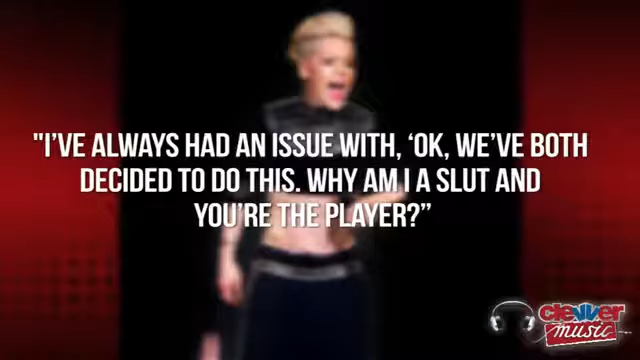 "I'VE ALWAYS HAD AN ISSUE WITH, ‘OK, WE'VE BOTH
DECIDED TO DO THIS. WHY AM I A SLUT AND
YOU'RE THE PLAYER?”
clevver
music